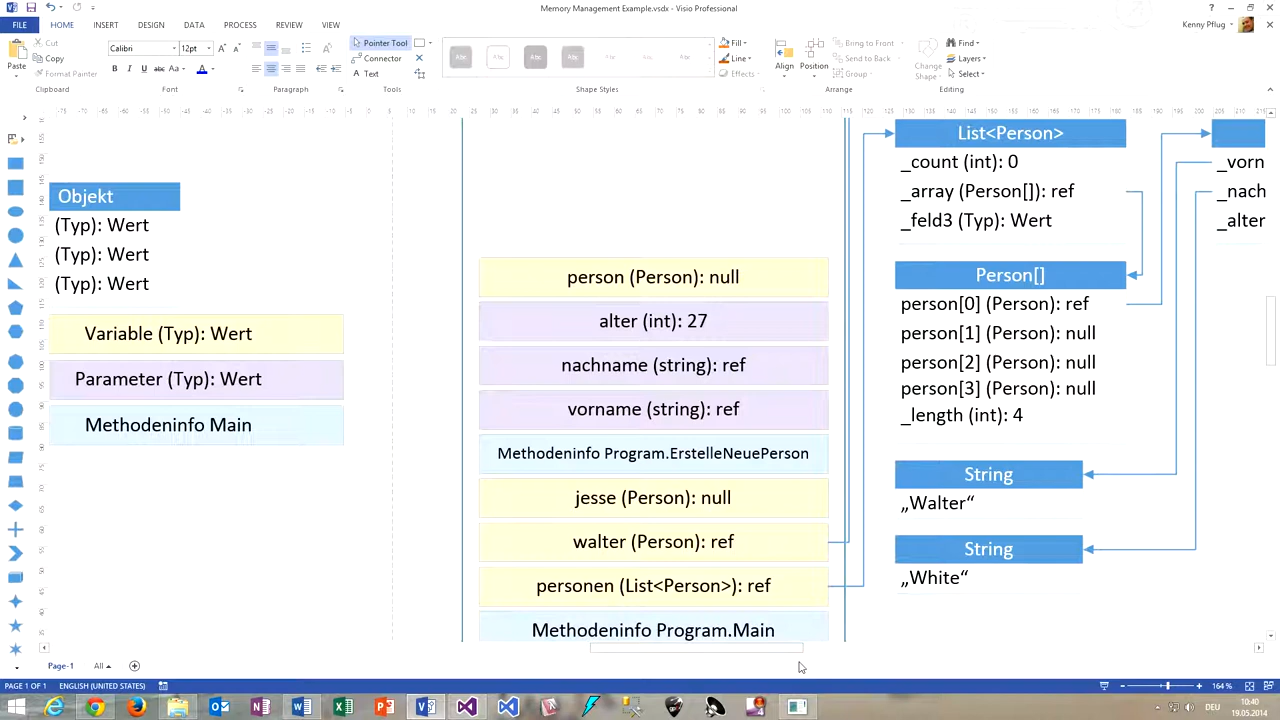 Memory Management Example.vsdx - Visio Professional
FILE HOME INSERT DESIGN DATA PROCESS REVIEW VIEW
Kenny Pflug
Paste
Cut
Copy
Format Painter
Clipboard
Calibri 12pt
Font
Paragraph
Pointer Tool
Connector
Text
Tools
Abc Abc Abc Abc
Fill
Line
Effects
Shape Styles
Align
Position
Bring to Front
Send to Back
Group
Arrange
Change
Shape
Find
Layers
Select
Editing
Objekt
(Typ): Wert
(Typ): Wert
(Typ): Wert
Variable (Typ): Wert
Parameter (Typ): Wert
Methodeninfo Main
person (Person): null
alter (int): 27
nachname (string): ref
vorname (string): ref
Methodeninfo Program.ErstelleNeuePerson
jesse (Person): null
walter (Person): ref
personen (List<Person>): ref
Methodeninfo Program.Main
List<Person>
_count (int): 0
_array (Person[]): ref
_feld3 (Typ): Wert
Person[]
person[0] (Person): ref
person[1] (Person): null
person[2] (Person): null
person[3] (Person): null
_length (int): 4
String
„Walter“
String
„White“
_vorn
_nach
_alter
Page-1 All
PAGE 1 OF 1 ENGLISH (UNITED STATES)
164 %
DEU
10:40
19.05.2014